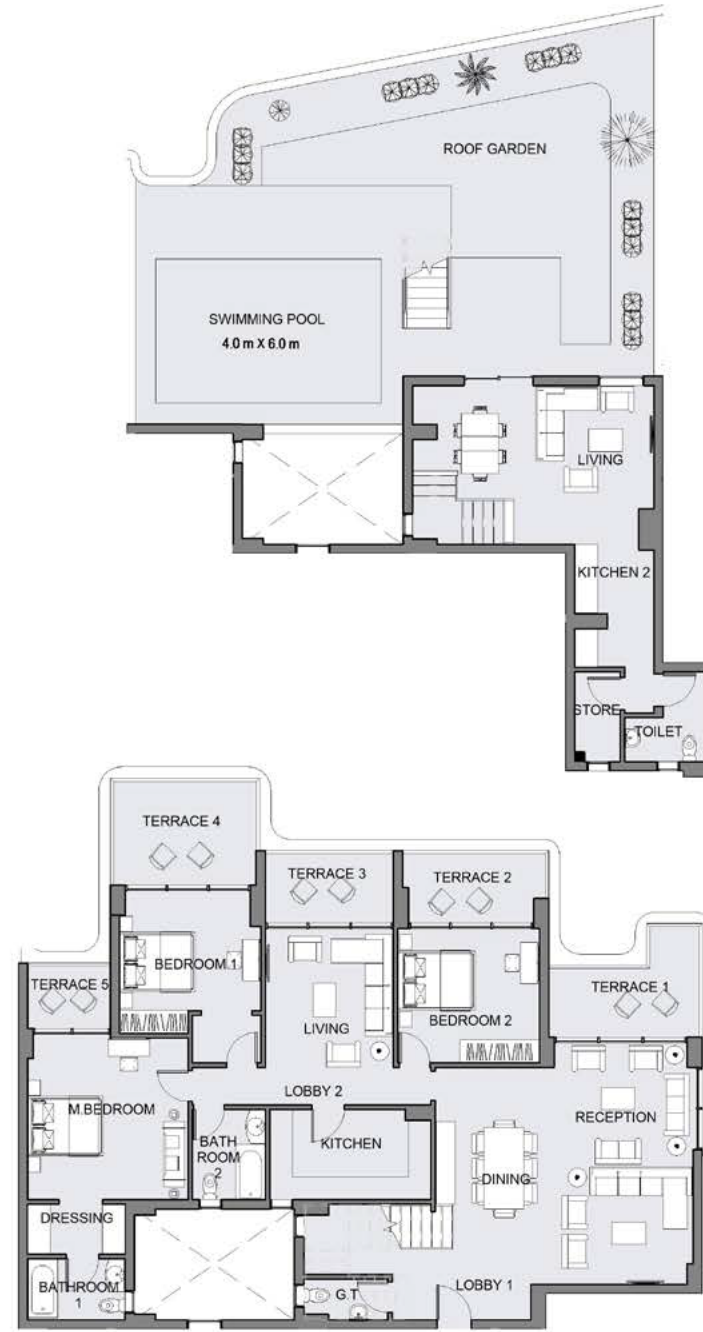 ROOF GARDEN
SWIMMING POOL
4.0 m X 6.0 m
LIVING
KITCHEN 2
STORE
TOILET
TERRACE 4
TERRACE 3
TERRACE 2
BEDROOM 1
TERRACE 5
TERRACE 1
LIVING
BEDROOM 2
LOBBY 2
M.BEDROOM
RECEPTION
BATH
ROOM
2
KITCHEN
DINING
DRESSING
BATHROOM
1
G.T
LOBBY 1